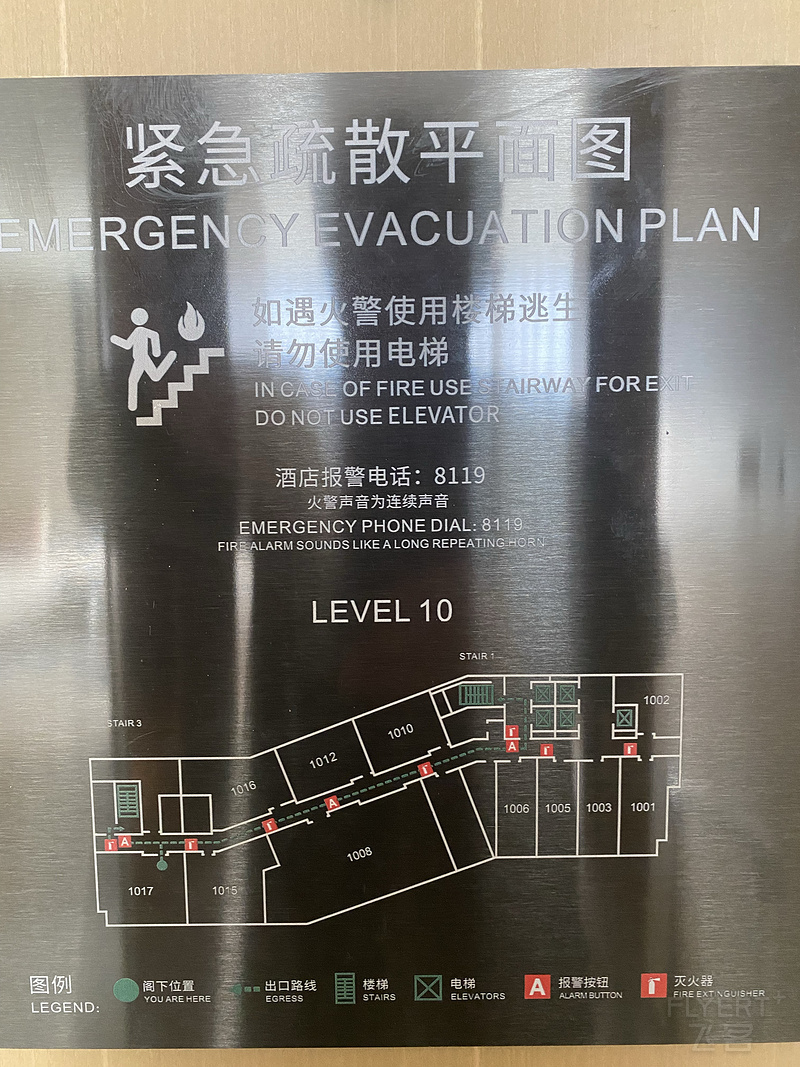 紧急疏散平面图
EMERGENCY EVACUATION PLAN
如遇火警使用楼梯逃生
请勿使用电梯
IN CASE OF FIRE USE STAIRWAY FOR EXIT
DO NOT USE ELEVATOR
酒店报警电话：8119
火警声音为连续声音
EMERGENCY PHONE DIAL: 8119
FIRE ALARM SOUNDS LIKE A LONG REPEATING HORN
LEVEL 10
STAIR 1
STAIR 3
1002
1010
1012
1016
A
1006
1005
1003
1001
A
1008
A
1017
1015
图例
LEGEND:
阁下位置
YOU ARE HERE
出口路线
EGRESS
楼梯
STAIRS
电梯
ELEVATORS
A
报警按钮
ALARM BUTTON
灭火器
FIRE EXTINGUISHER
FLYERT+
飞客